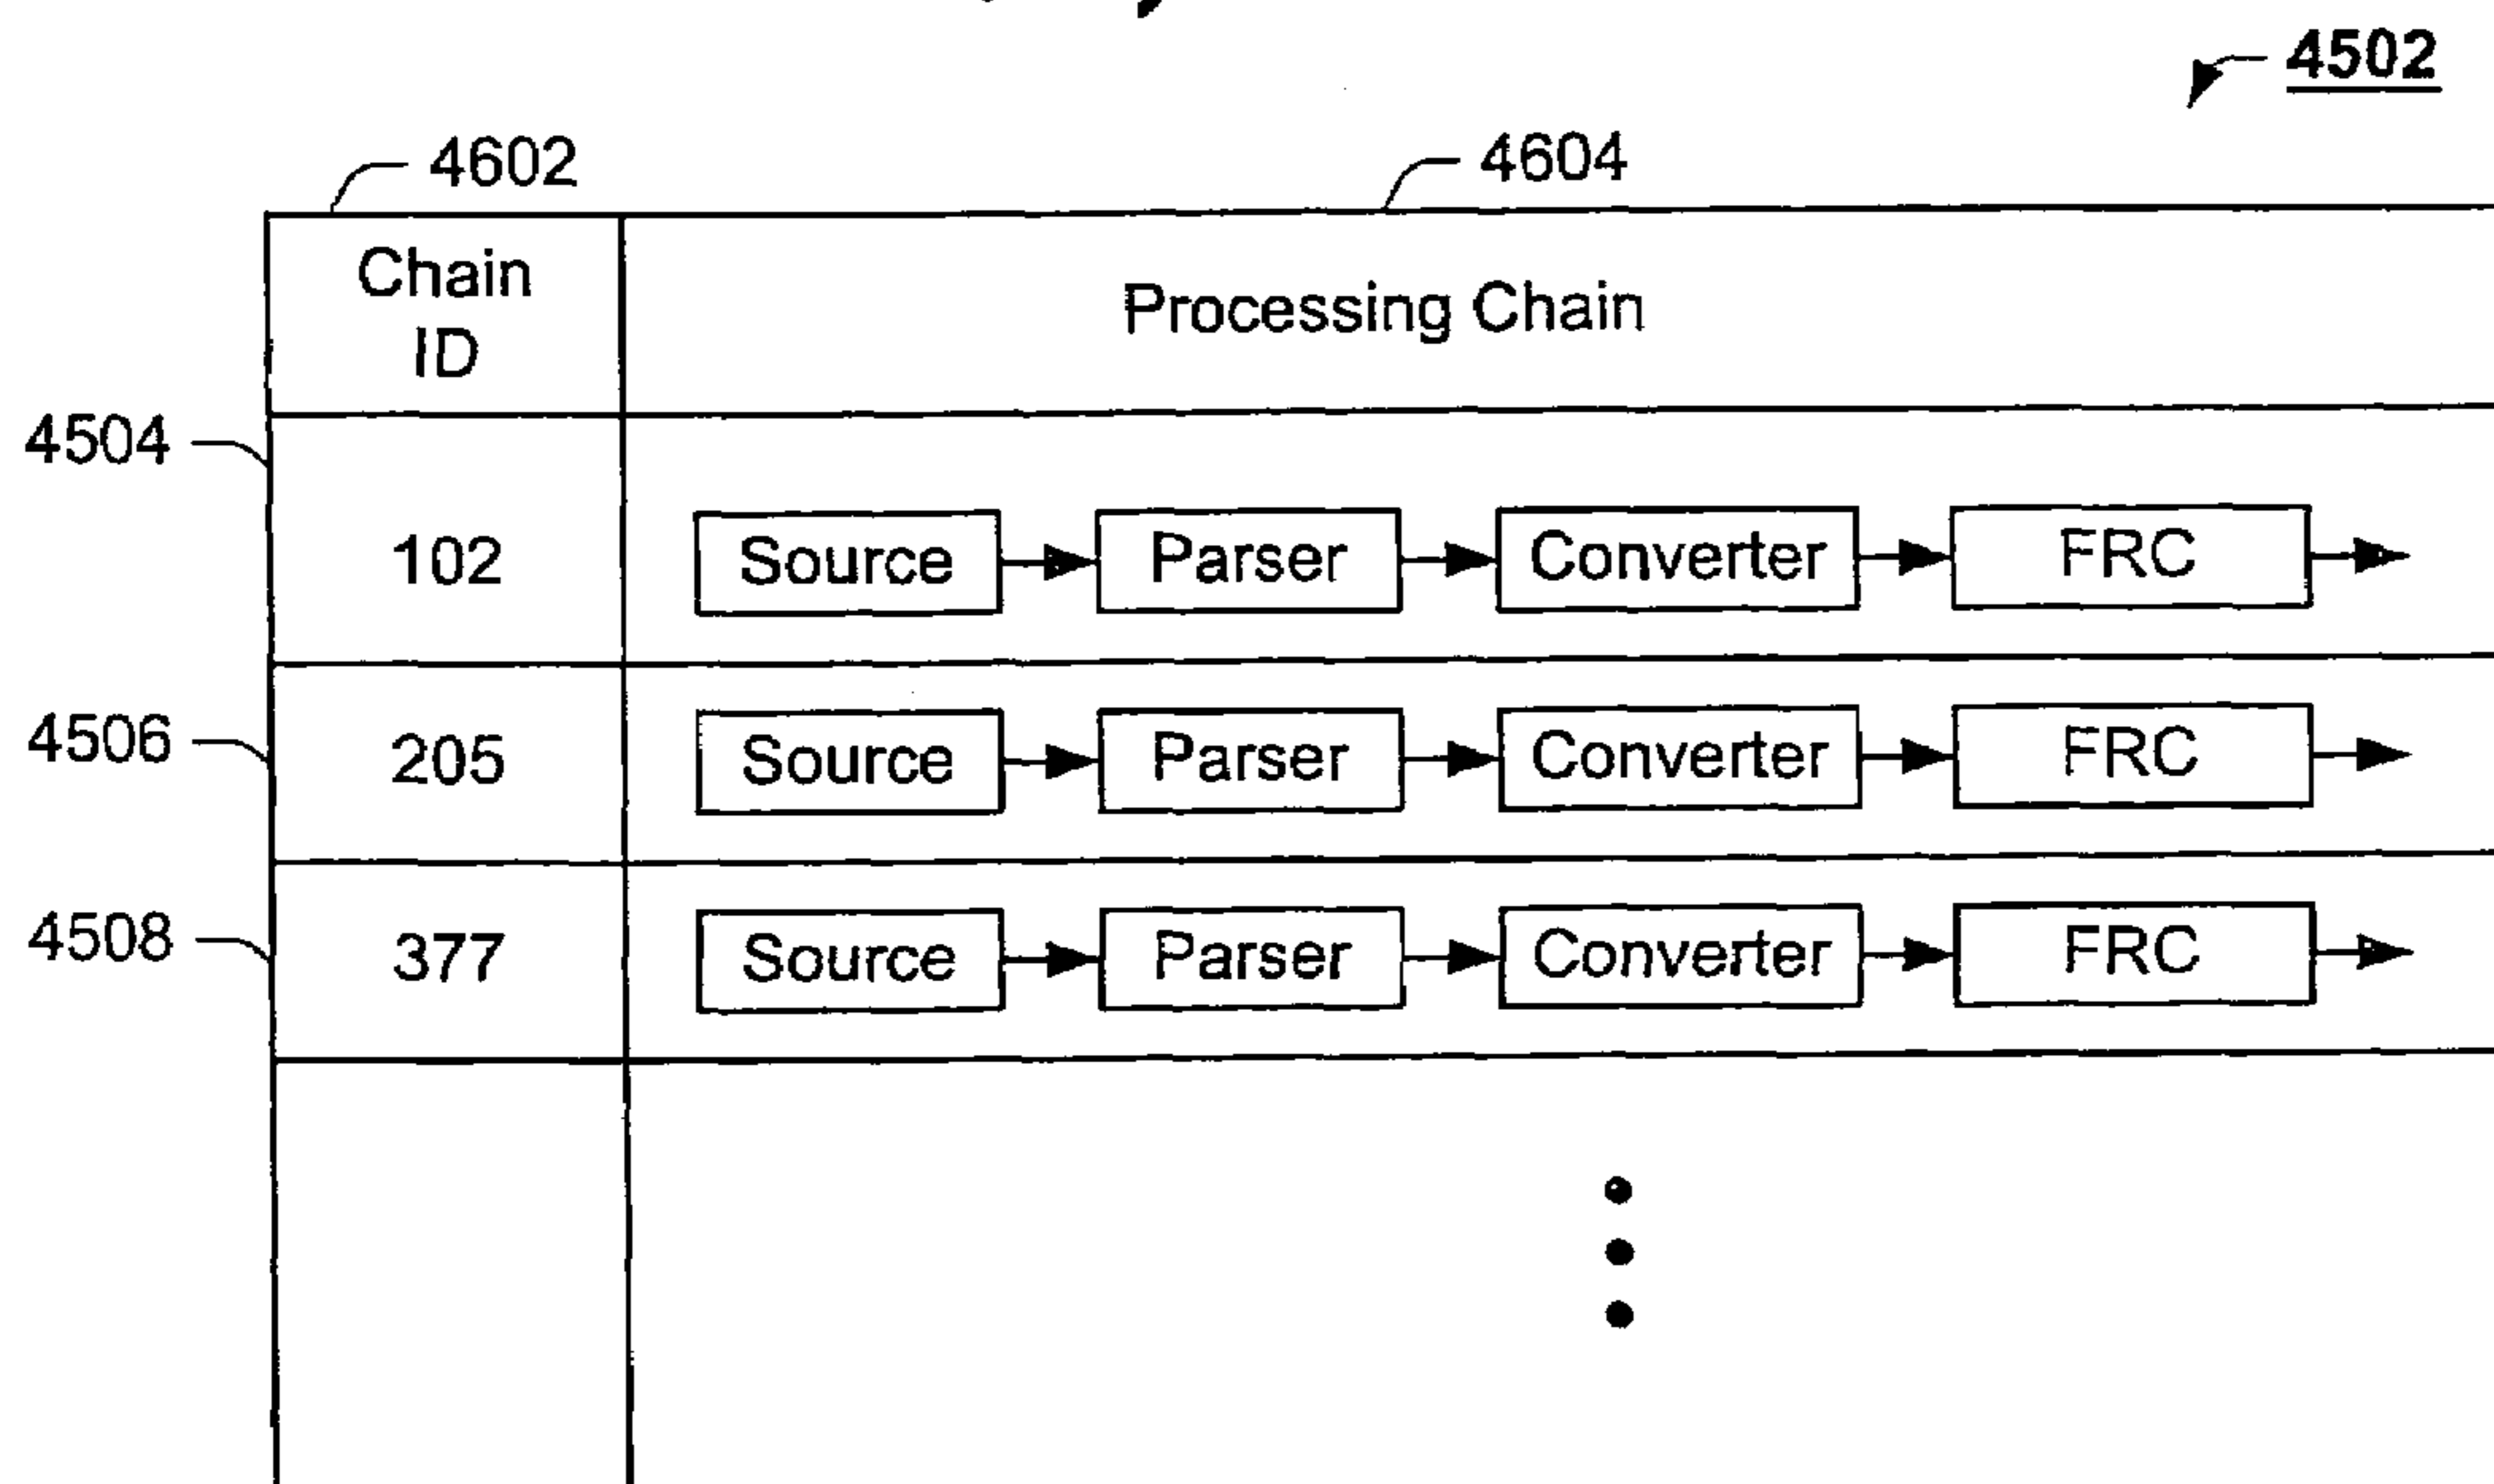 4502
4602
4604
Chain
ID
Processing Chain
4504
102
Source
Parser
Converter
FRC
4506
205
Source
Parser
Converter
FRC
4508
377
Source
Parser
Converter
FRC